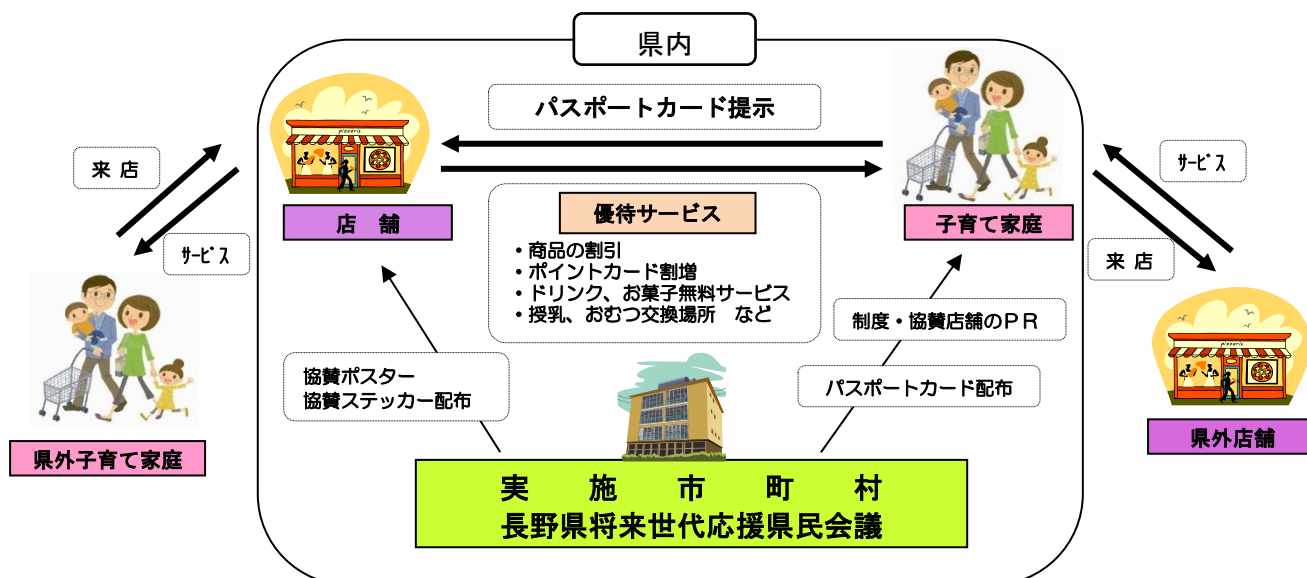 県内
パスポートカード提示
pizzeria
来 店
サービス
店 舗
優待サービス
・商品の割引
・ポイントカード割増
・ドリンク、お菓子無料サービス
・授乳、おむつ交換場所 など
子育て家庭
サービス
来 店
制度・協賛店舗のPR
パスポートカード配布
協賛ポスター
協賛ステッカー配布
県外子育て家庭
pizzeria
県外店舗
実 施 市 町 村
長野県将来世代応援県民会議